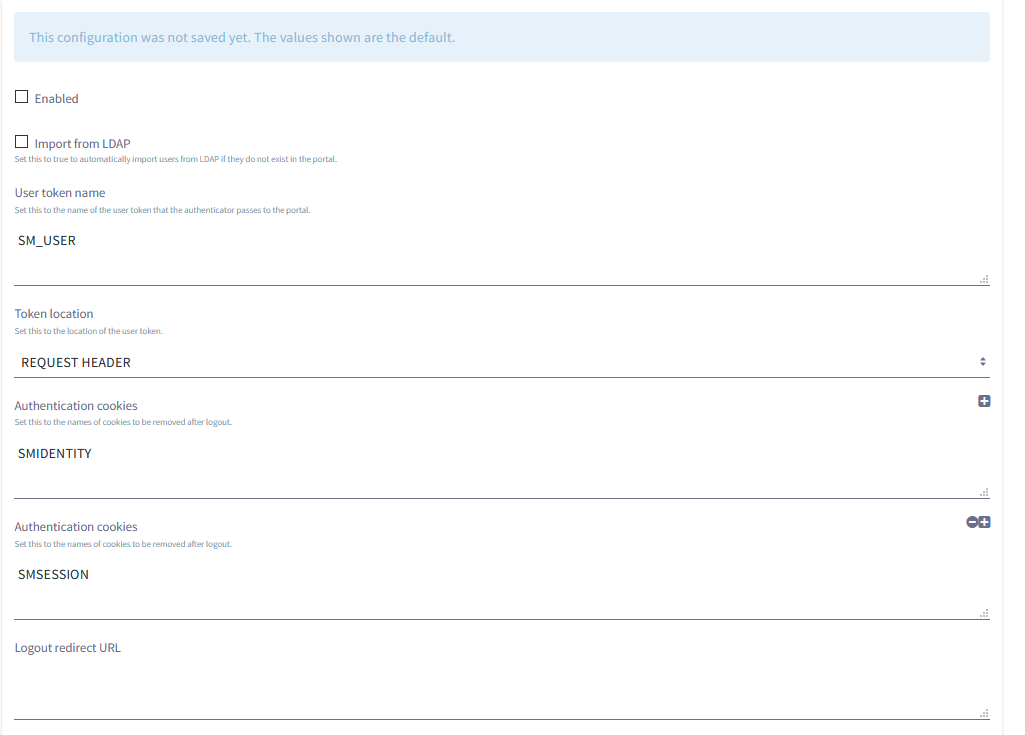 This configuration was not saved yet. The values shown are the default.
Enabled
Import from LDAP
Set this to true to automatically import users from LDAP if they do not exist in the portal.
User token name
Set this to the name of the user token that the authenticator passes to the portal.
SM_USER
Token location
Set this to the location of the user token.
REQUEST HEADER
Authentication cookies
Set this to the names of cookies to be removed after logout.
SMIDENTITY
Authentication cookies
Set this to the names of cookies to be removed after logout.
SMSESSION
Logout redirect URL